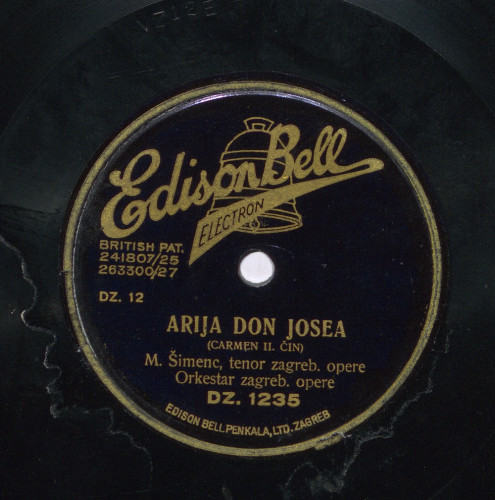 Edison Bell
ELECTRON
BRITISH PAT.
241807/25
263300/27
DZ. 12
ARIJA DON JOSEA
(CARMEN II. ČIN)
M. Šimenc, tenor zagreb. opere
Orkestar zagreb. opere
DZ. 1235
EDISON BELL PENKALA, LTD. ZAGREB